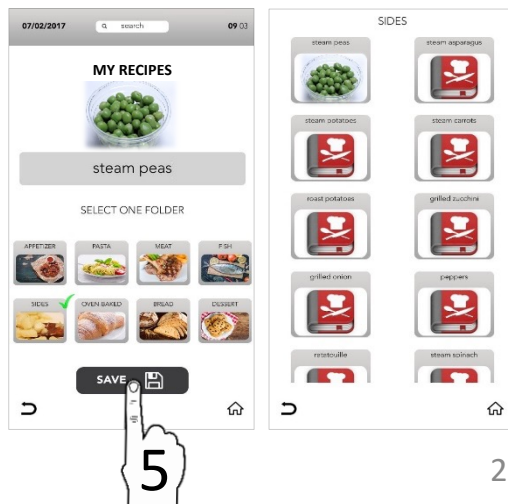 07/02/2017
search
09 03
MY RECIPES
steam peas
SELECT ONE FOLDER
APPETIZER PASTA MEAT FISH
SIDES OVEN BAKED BREAD DESSERT
SAVE
5
SIDES
steam peas steam asparagus
steam potatoes steam carrots
roast potatoes grilled zucchini
grilled onion peppers
ratatouille steam spinach
2